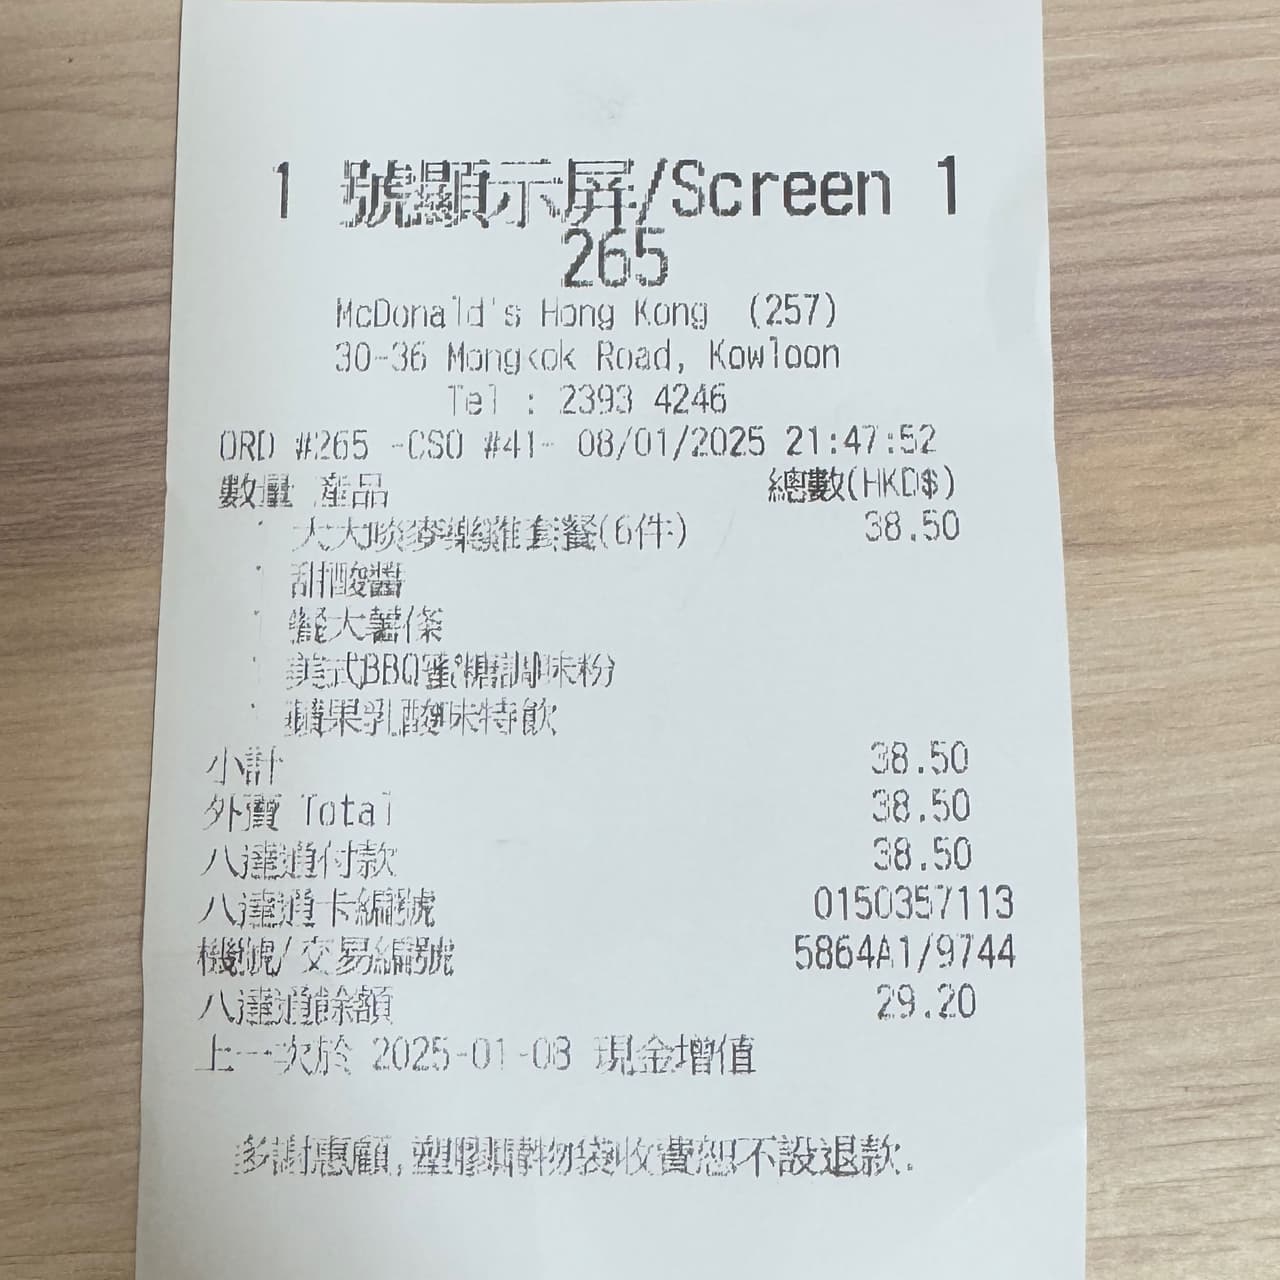 1 號顯示屏/Screen 1
265
McDonald's Hong Kong (257)
30-36 Mongkok Road, Kowloon
Tel : 2393 4246
ORD #265 -CSO #41- 08/01/2025 21:47:52
數量 產品 總數(HKD$)
大大啖麥樂雞套餐(6件) 38.50
甜酸醬
跳大薯條
美式BBQ蜜糖調味粉
蘋果乳酸味特飲
小計 38.50
外賣 Total 38.50
八達通付款 38.50
八達通卡編號 0150357113
機號/ 交易編號 5864A1/9744
八達通餘額 29.20
上一次於 2025-01-08 現金增值
多謝惠顧,塑膠購物袋收費恕不設退款.